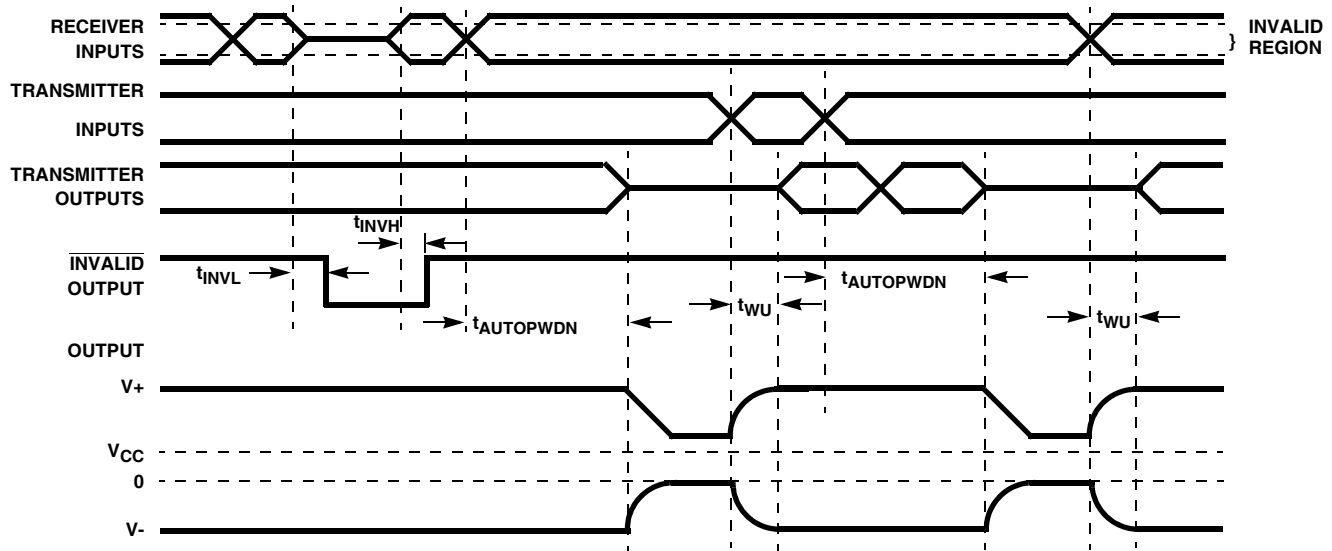 RECEIVER
INPUTS
} INVALID
REGION
TRANSMITTER
INPUTS
TRANSMITTER
OUTPUTS
tINVH
INVALID
OUTPUT
tINVL
tAUTOPWDN
tWU
tAUTOPWDN
tWU
OUTPUT
V+
VCC
0
V-